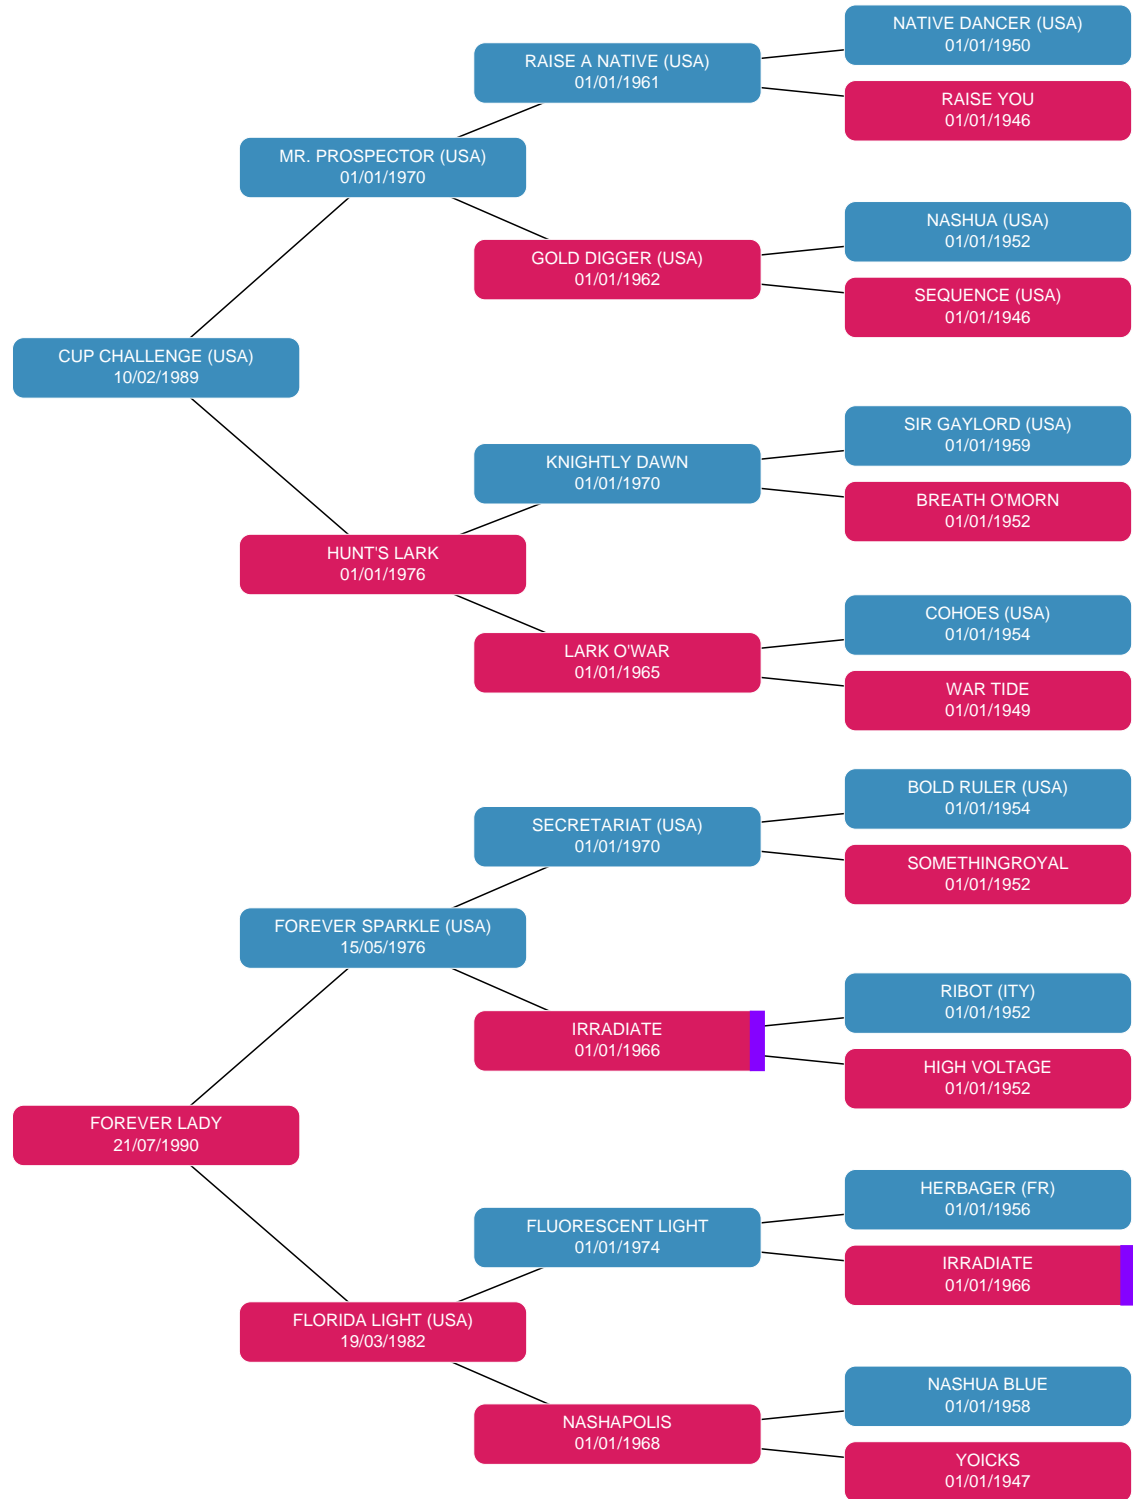 NATIVE DANCER (USA)
01/01/1950
RAISE A NATIVE (USA)
01/01/1961
RAISE YOU
01/01/1946
MR. PROSPECTOR (USA)
01/01/1970
NASHUA (USA)
01/01/1952
GOLD DIGGER (USA)
01/01/1962
SEQUENCE (USA)
01/01/1946
CUP CHALLENGE (USA)
10/02/1989
SIR GAYLORD (USA)
01/01/1959
KNIGHTLY DAWN
01/01/1970
BREATH O'MORN
01/01/1952
HUNT'S LARK
01/01/1976
COHOES (USA)
01/01/1954
LARK O'WAR
01/01/1965
WAR TIDE
01/01/1949
BOLD RULER (USA)
01/01/1954
SECRETARIAT (USA)
01/01/1970
SOMETHINGROYAL
01/01/1952
FOREVER SPARKLE (USA)
15/05/1976
RIBOT (ITY)
01/01/1952
IRRADIATE
01/01/1966
HIGH VOLTAGE
01/01/1952
FOREVER LADY
21/07/1990
HERBAGER (FR)
01/01/1956
FLUORESCENT LIGHT
01/01/1974
IRRADIATE
01/01/1966
FLORIDA LIGHT (USA)
19/03/1982
NASHUA BLUE
01/01/1958
NASHAPOLIS
01/01/1968
YOICKS
01/01/1947